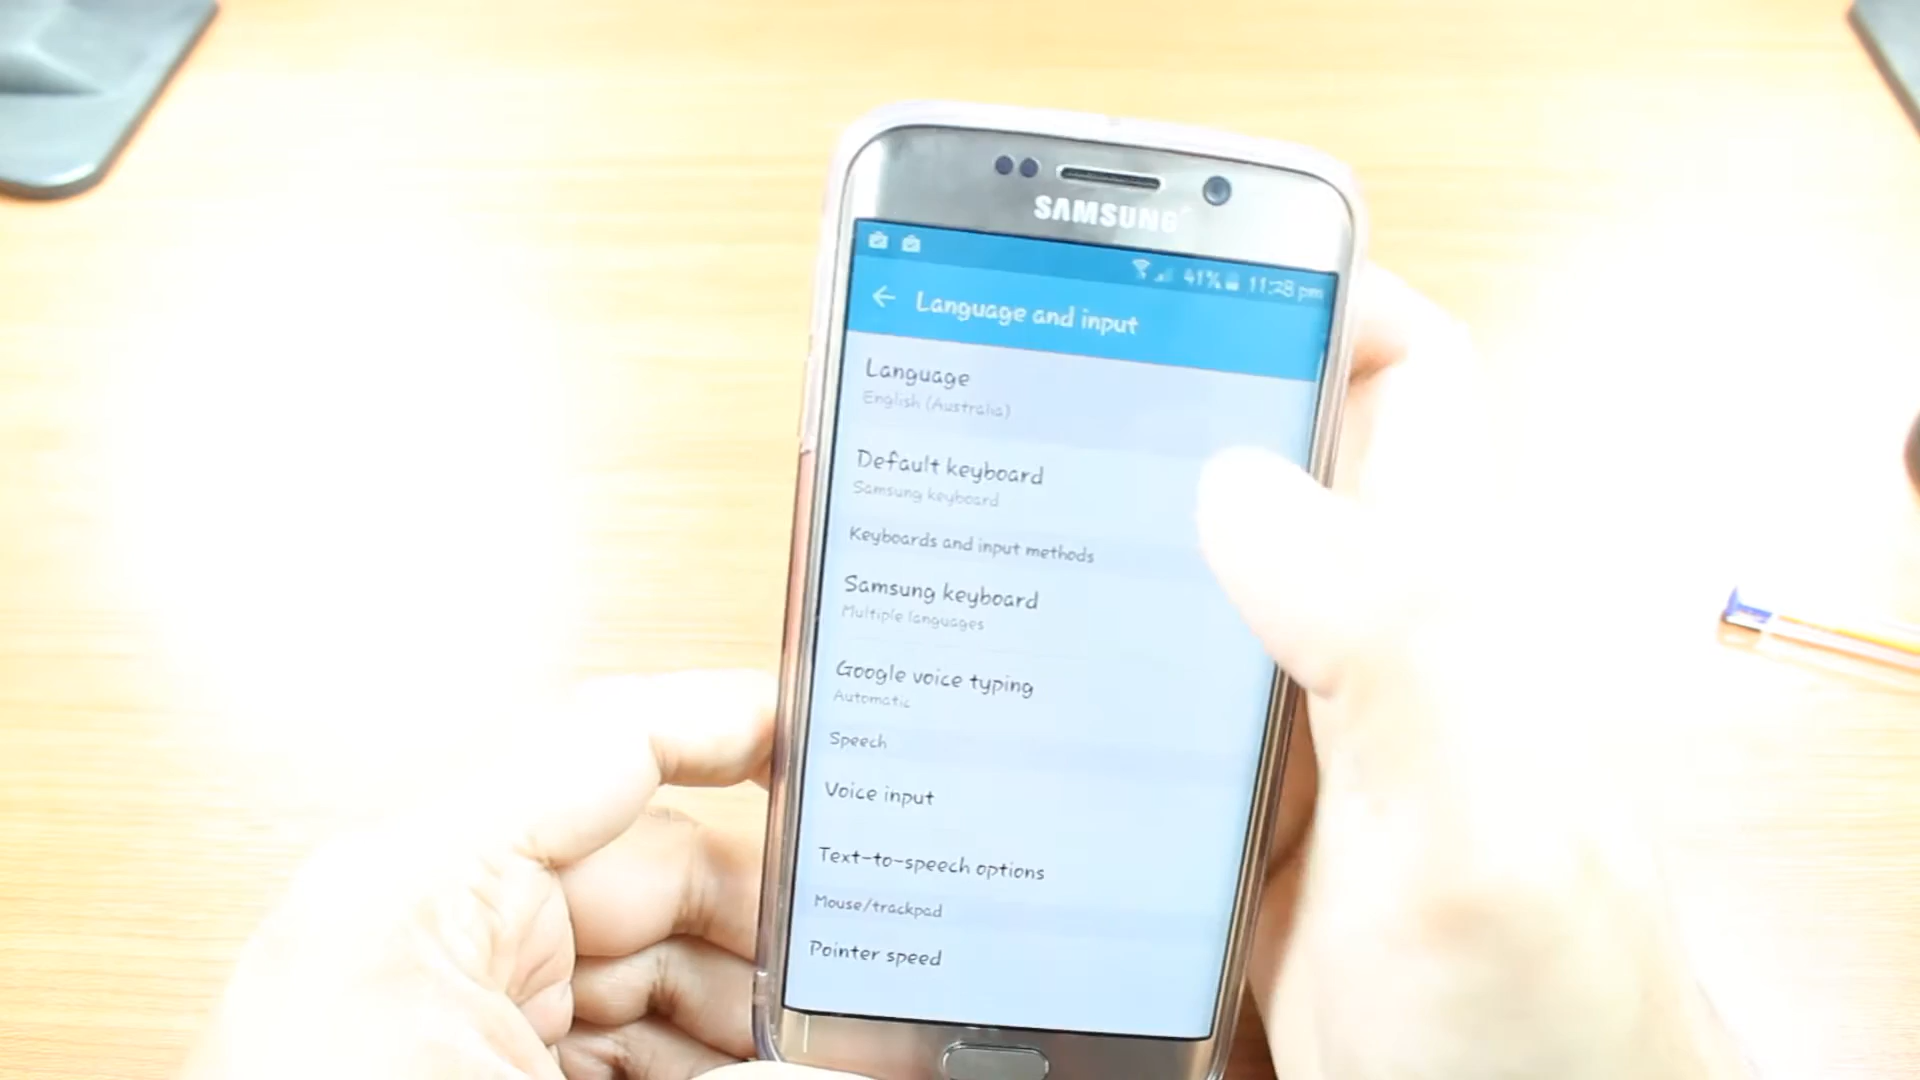 SAMSUNG
41% 11:28 pm
Language and input
Language
English (Australia)
Default keyboard
Samsung keyboard
Keyboards and input methods
Samsung keyboard
Multiple languages
Google voice typing
Automatic
Speech
Voice input
Text-to-speech options
Mouse/trackpad
Pointer speed